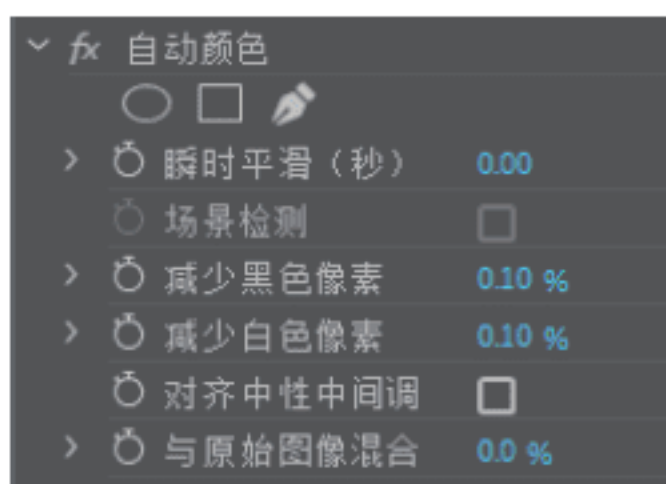 fx 自动颜色
瞬时平滑（秒） 0.00
场景检测
减少黑色像素 0.10 %
减少白色像素 0.10 %
对齐中性中间调
与原始图像混合 0.0 %